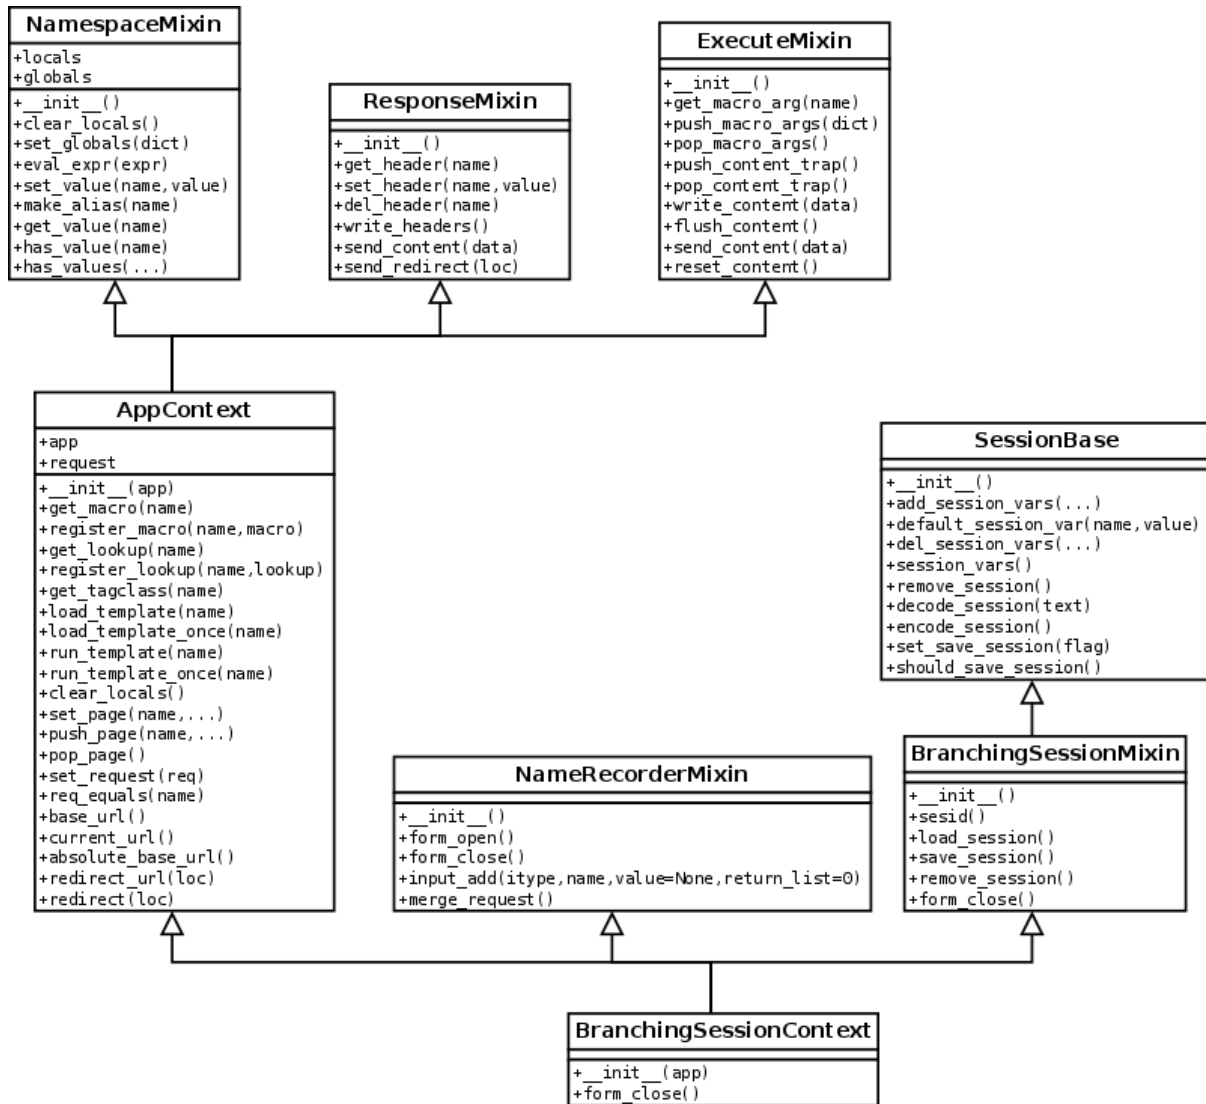 NamespaceMixin
+locals
+globals
+__init__()
+clear_locals()
+set_globals(dict)
+eval_expr(expr)
+set_value(name,value)
+make_alias(name)
+get_value(name)
+has_value(name)
+has_values(...)
ResponseMixin
+__init__()
+get_header(name)
+set_header(name,value)
+del_header(name)
+write_headers()
+send_content(data)
+send_redirect(loc)
ExecuteMixin
+__init__()
+get_macro_arg(name)
+push_macro_args(dict)
+pop_macro_args()
+push_content_trap()
+pop_content_trap()
+write_content(data)
+flush_content()
+send_content(data)
+reset_content()
AppContext
+app
+request
+__init__(app)
+get_macro(name)
+register_macro(name,macro)
+get_lookup(name)
+register_lookup(name,lookup)
+get_tagclass(name)
+load_template(name)
+load_template_once(name)
+run_template(name)
+run_template_once(name)
+clear_locals()
+set_page(name,...)
+push_page(name,...)
+pop_page()
+set_request(req)
+req_equals(name)
+base_url()
+current_url()
+absolute_base_url()
+redirect_url(loc)
+redirect(loc)
SessionBase
+__init__()
+add_session_vars(...)
+default_session_var(name,value)
+del_session_vars(...)
+session_vars()
+remove_session()
+decode_session(text)
+encode_session()
+set_save_session(flag)
+should_save_session()
NameRecorderMixin
+__init__()
+form_open()
+form_close()
+input_add(itype,name,value=None,return_list=0)
+merge_request()
BranchingSessionMixin
+__init__()
+sesid()
+load_session()
+save_session()
+remove_session()
+form_close()
BranchingSessionContext
+__init__(app)
+form_close()